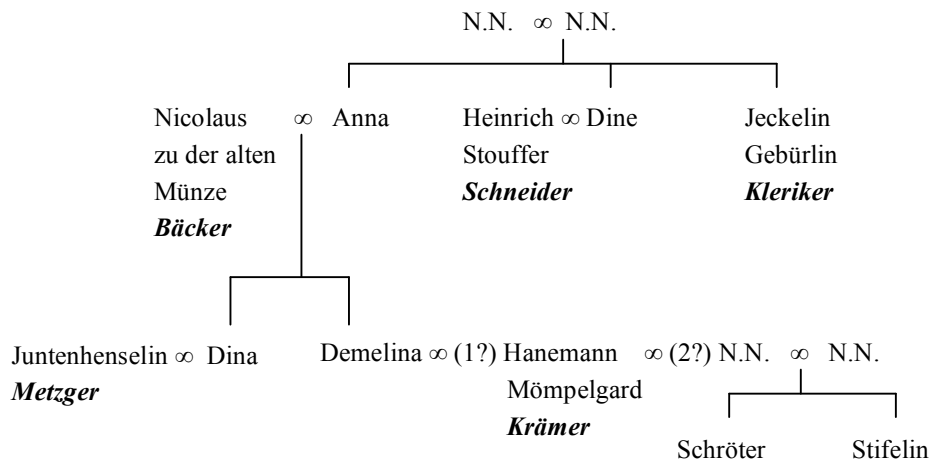 N.N. ∞ N.N.
Nicolaus ∞ Anna Heinrich ∞ Dine Jeckelin
zu der alten Stouffer Gebürlin
Münze Schneider Kleriker
Bäcker
Juntenhenselin ∞ Dina Demelina ∞ (1?) Hanemann ∞ (2?) N.N. ∞ N.N.
Metzger Mömpelgard
Krämer
Schröter Stifelin